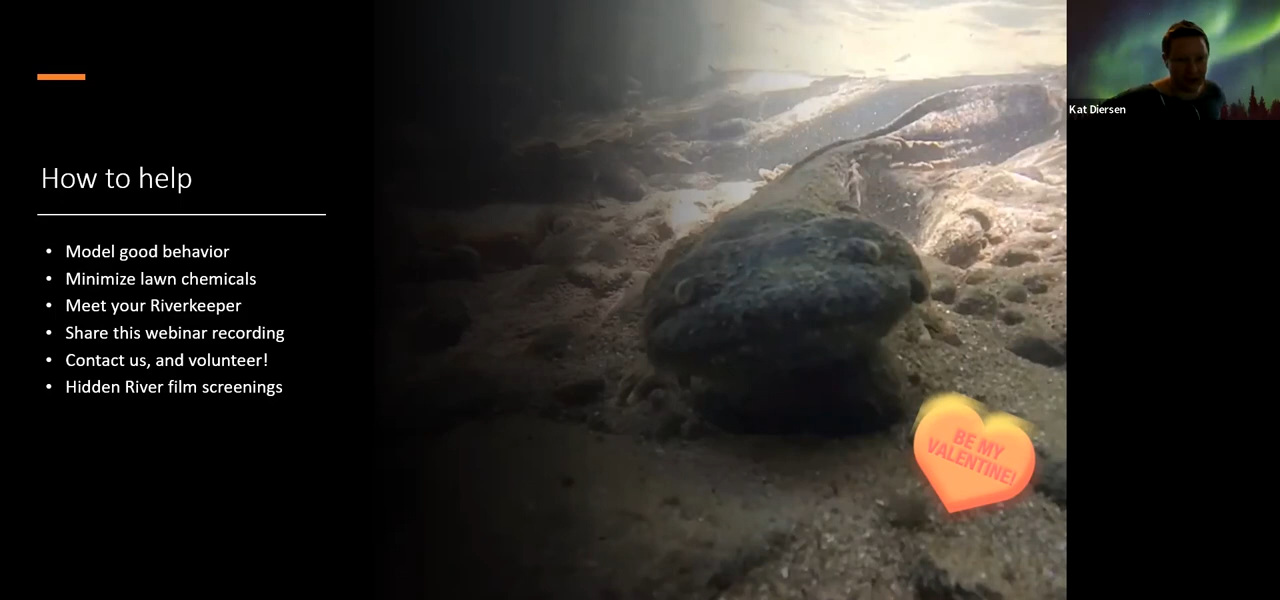 How to help
• Model good behavior
• Minimize lawn chemicals
• Meet your Riverkeeper
• Share this webinar recording
• Contact us, and volunteer!
• Hidden River film screenings
BE MY
VALENTINE!
Kat Diersen